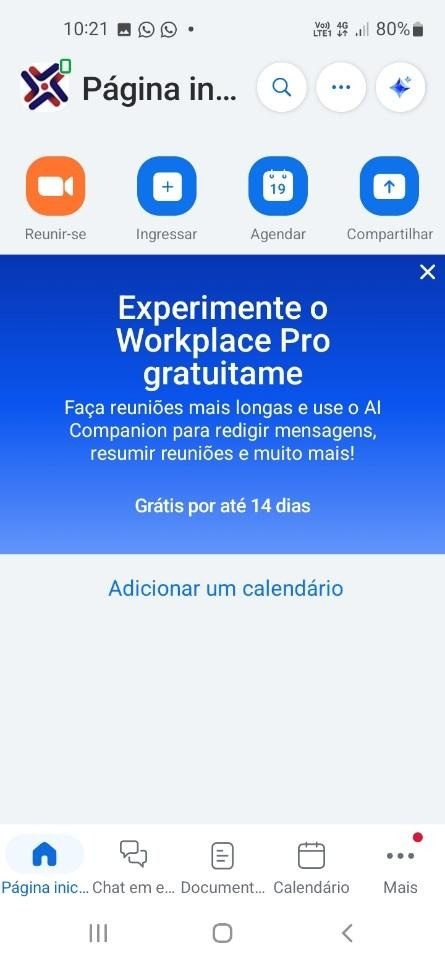 10:21
Vo)) 4G
LTE1 80%
Página in...
Reunir-se
Ingressar
19
Agendar
Compartilhar
Experimente o
Workplace Pro
gratuitame
Faça reuniões mais longas e use o AI
Companion para redigir mensagens,
resumir reuniões e muito mais!
Grátis por até 14 dias
Adicionar um calendário
Página inic... Chat em e... Document... Calendário Mais